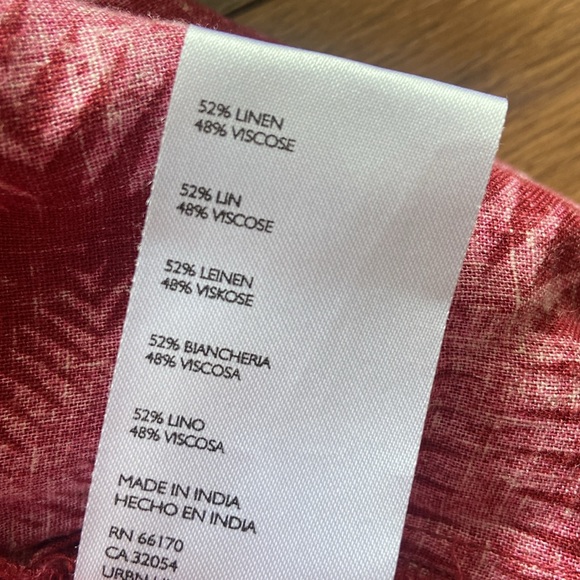 52% LINEN
48% VISCOSE
52% LIN
48% VISCOSE
52% LEINEN
48% VISKOSE
52% BIANCHERIA
48% VISCOSA
52% LINO
48% VISCOSA
MADE IN INDIA
HECHO EN INDIA
RN 66170
CA 32054